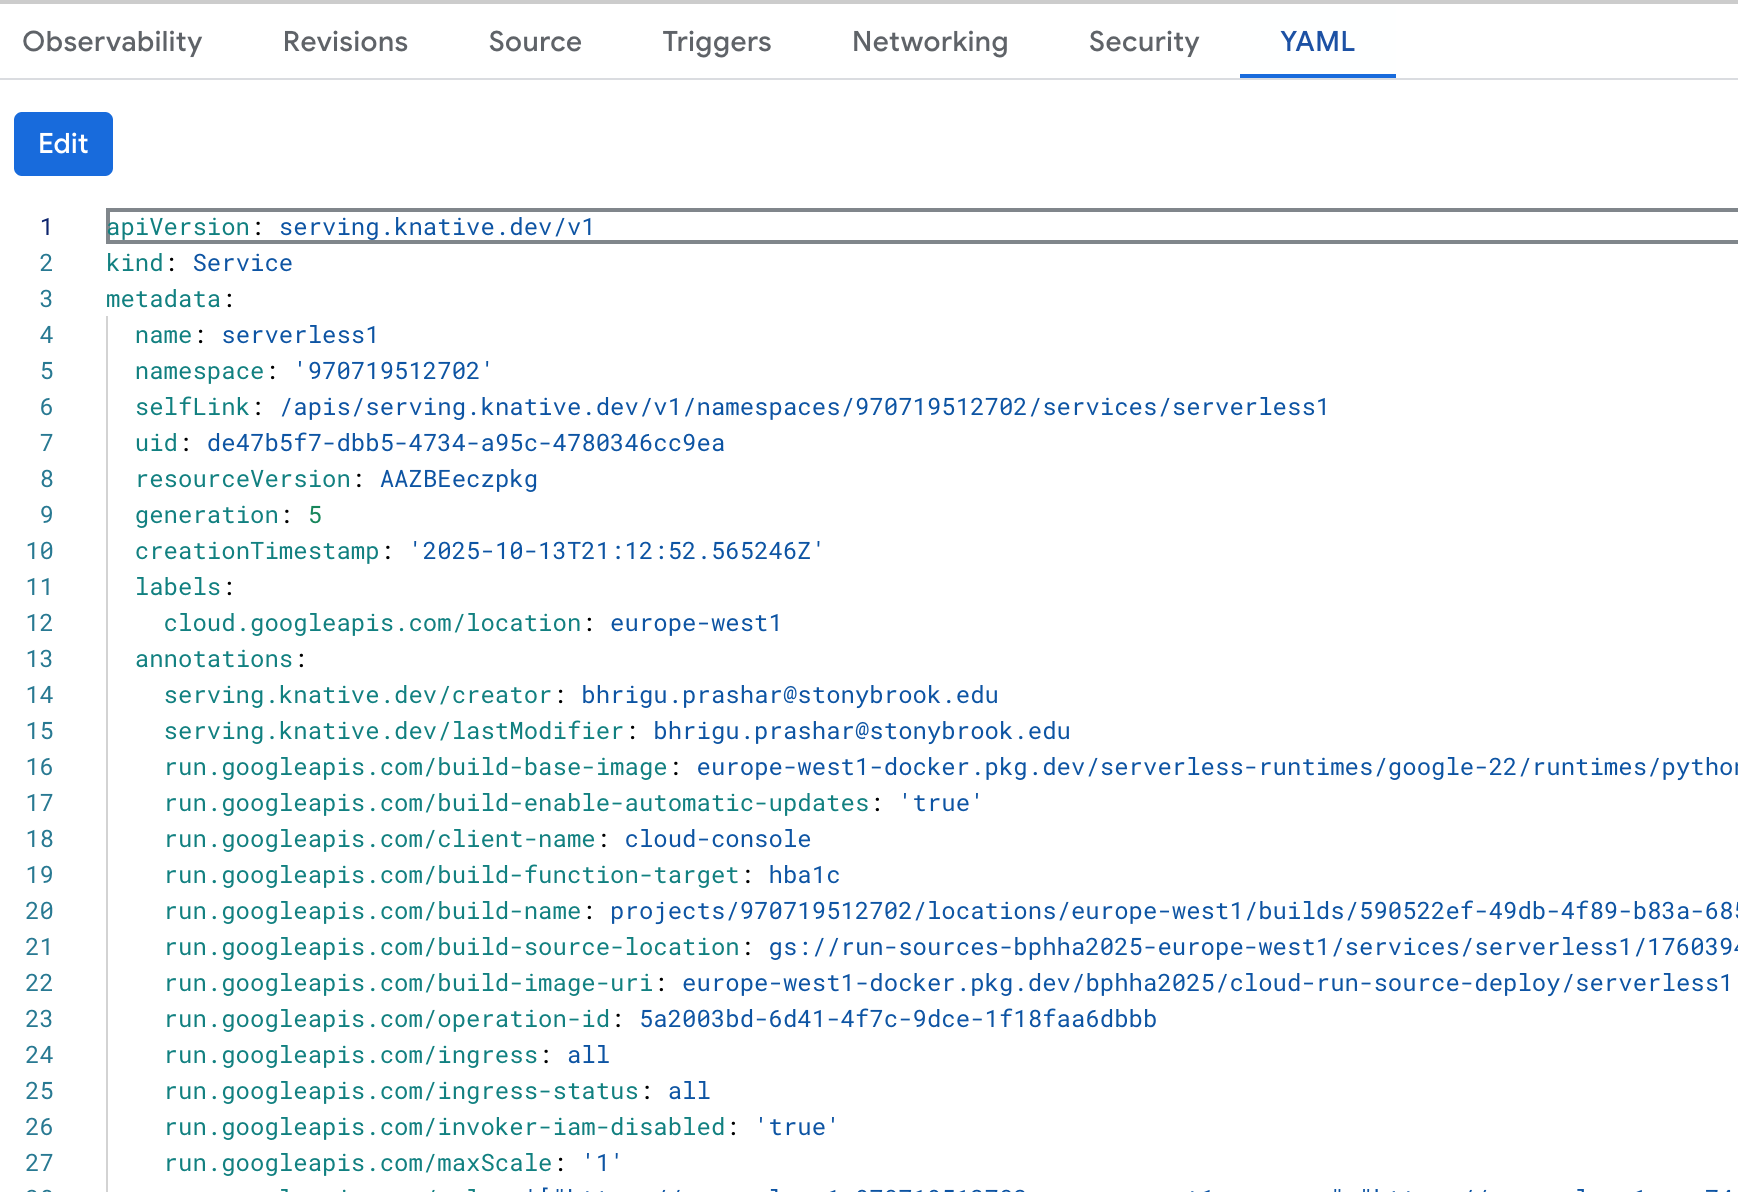 Observability Revisions Source Triggers Networking Security YAML
Edit
1 apiVersion: serving.knative.dev/v1
2 kind: Service
3 metadata:
4 name: serverless1
5 namespace: '970719512702'
6 selfLink: /apis/serving.knative.dev/v1/namespaces/970719512702/services/serverless1
7 uid: de47b5f7-dbb5-4734-a95c-4780346cc9ea
8 resourceVersion: AAZBEeczpkg
9 generation: 5
10 creationTimestamp: '2025-10-13T21:12:52.565246Z'
11 labels:
12 cloud.googleapis.com/location: europe-west1
13 annotations:
14 serving.knative.dev/creator: bhrigu.prashar@stonybrook.edu
15 serving.knative.dev/lastModifier: bhrigu.prashar@stonybrook.edu
16 run.googleapis.com/build-base-image: europe-west1-docker.pkg.dev/serverless-runtimes/google-22/runtimes/python
17 run.googleapis.com/build-enable-automatic-updates: 'true'
18 run.googleapis.com/client-name: cloud-console
19 run.googleapis.com/build-function-target: hba1c
20 run.googleapis.com/build-name: projects/970719512702/locations/europe-west1/builds/590522ef-49db-4f89-b83a-685
21 run.googleapis.com/build-source-location: gs://run-sources-bphha2025-europe-west1/services/serverless1/1760394
22 run.googleapis.com/build-image-uri: europe-west1-docker.pkg.dev/bphha2025/cloud-run-source-deploy/serverless1
23 run.googleapis.com/operation-id: 5a2003bd-6d41-4f7c-9dce-1f18faa6dbbb
24 run.googleapis.com/ingress: all
25 run.googleapis.com/ingress-status: all
26 run.googleapis.com/invoker-iam-disabled: 'true'
27 run.googleapis.com/maxScale: '1'